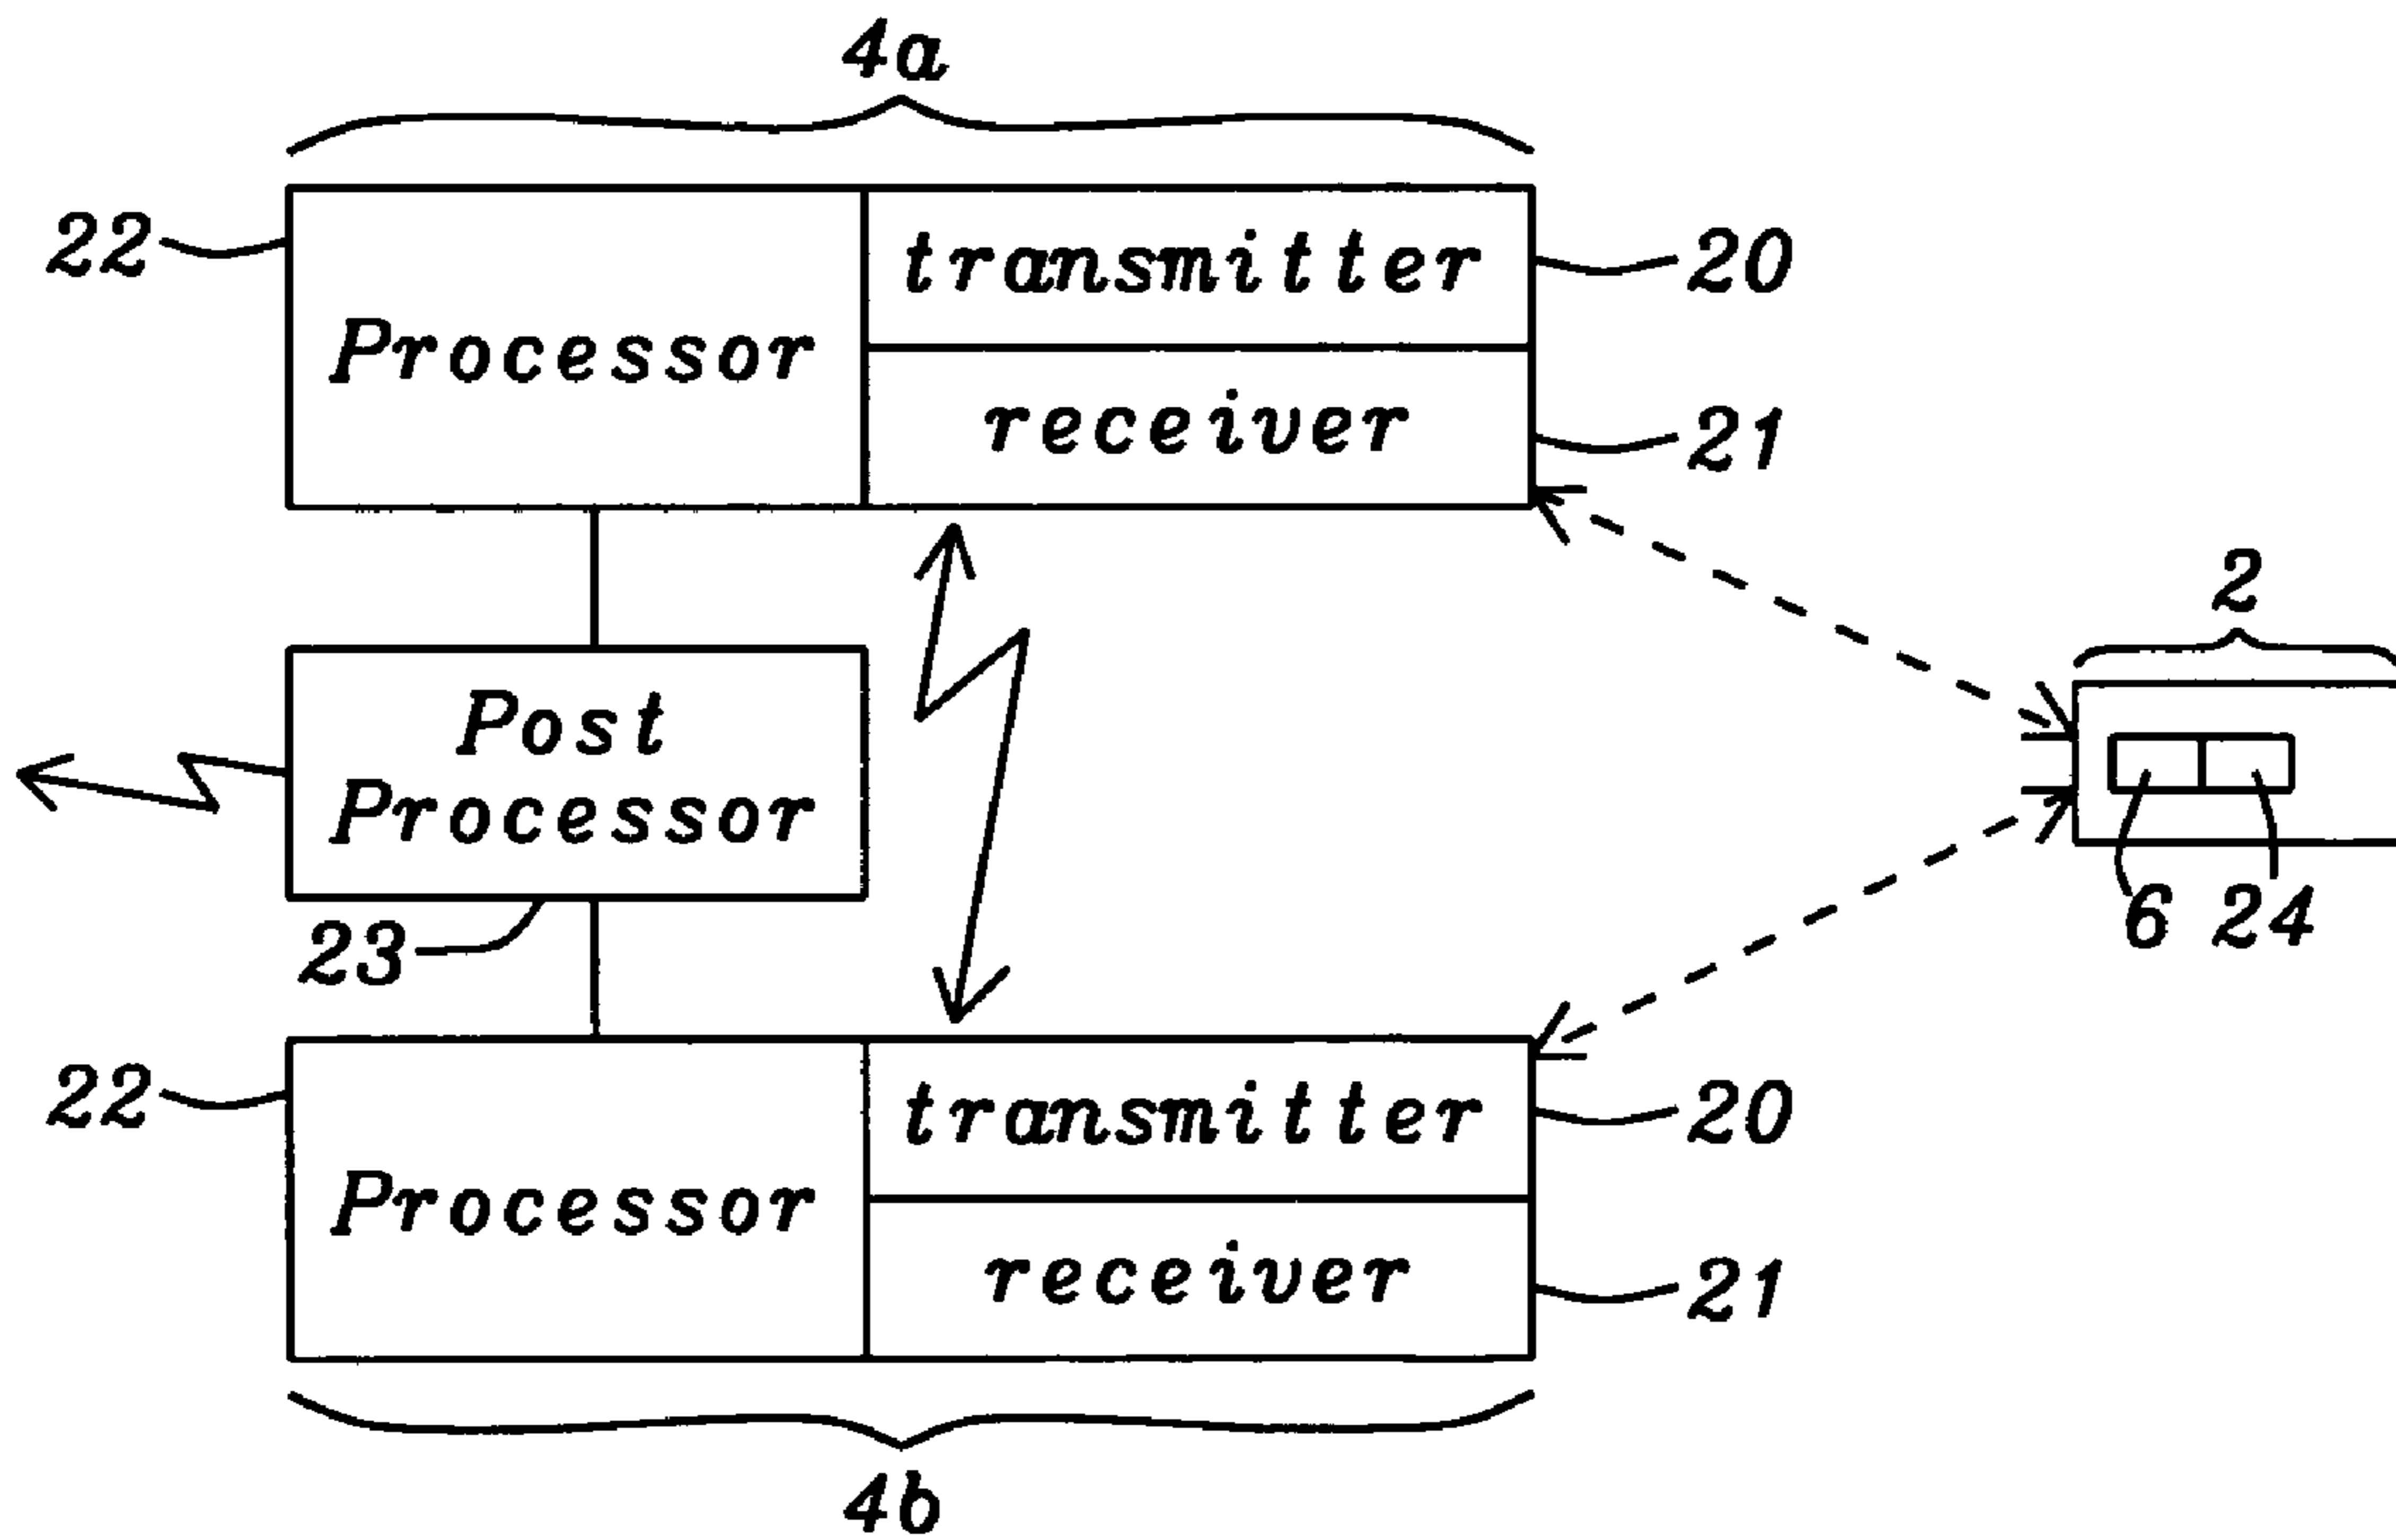 4a
22
transmitter
20
Processor
receiver
21
2
Post
Processor
6 24
23
22
transmitter
20
Processor
receiver
21
4b